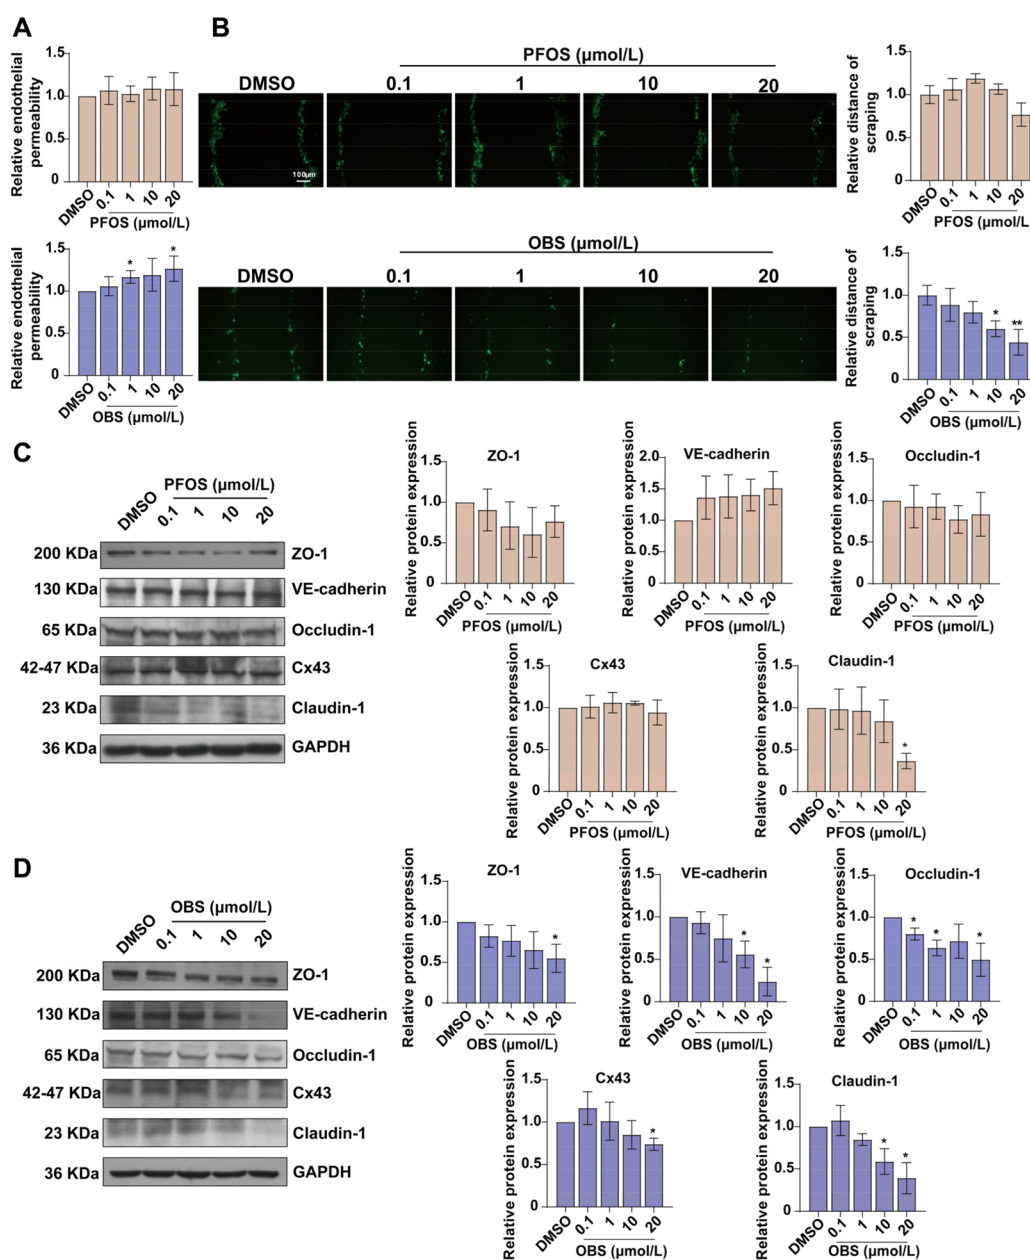 A
Relative endothelial
permeability
1.5
1.0
0.5
0
DMSO
0.1
1
10
20
PFOS (μmol/L)
Relative endothelial
permeability
1.5
1.0
0.5
0
*
*
DMSO
0.1
1
10
20
OBS (μmol/L)
B
PFOS (μmol/L)
DMSO 0.1 1 10 20
100μm
Relative distance of
scraping
1.5
1.0
0.5
0
DMSO
0.1
1
10
20
PFOS (μmol/L)
OBS (μmol/L)
DMSO 0.1 1 10 20
Relative distance of
scraping
1.5
1.0
0.5
0
*
**
DMSO
0.1
1
10
20
OBS (μmol/L)
C
PFOS (μmol/L)
DMSO 0.1 1 10 20
200 KDa ZO-1
130 KDa VE-cadherin
65 KDa Occludin-1
42-47 KDa Cx43
23 KDa Claudin-1
36 KDa GAPDH
ZO-1
Relative protein expression
1.5
1.0
0.5
0
DMSO
0.1
1
10
20
PFOS (μmol/L)
VE-cadherin
Relative protein expression
2.0
1.5
1.0
0.5
0
DMSO
0.1
1
10
20
PFOS (μmol/L)
Occludin-1
Relative protein expression
1.5
1.0
0.5
0
DMSO
0.1
1
10
20
PFOS (μmol/L)
Cx43
Relative protein expression
1.5
1.0
0.5
0
DMSO
0.1
1
10
20
PFOS (μmol/L)
Claudin-1
Relative protein expression
1.5
1.0
0.5
0
*
DMSO
0.1
1
10
20
PFOS (μmol/L)
D
OBS (μmol/L)
DMSO 0.1 1 10 20
200 KDa ZO-1
130 KDa VE-cadherin
65 KDa Occludin-1
42-47 KDa Cx43
23 KDa Claudin-1
36 KDa GAPDH
ZO-1
Relative protein expression
1.5
1.0
0.5
0
*
DMSO
0.1
1
10
20
OBS (μmol/L)
VE-cadherin
Relative protein expression
1.5
1.0
0.5
0
*
*
DMSO
0.1
1
10
20
OBS (μmol/L)
Occludin-1
Relative protein expression
1.5
1.0
0.5
0
*
*
*
DMSO
0.1
1
10
20
OBS (μmol/L)
Cx43
Relative protein expression
1.5
1.0
0.5
0
*
DMSO
0.1
1
10
20
OBS (μmol/L)
Claudin-1
Relative protein expression
1.5
1.0
0.5
0
*
*
DMSO
0.1
1
10
20
OBS (μmol/L)